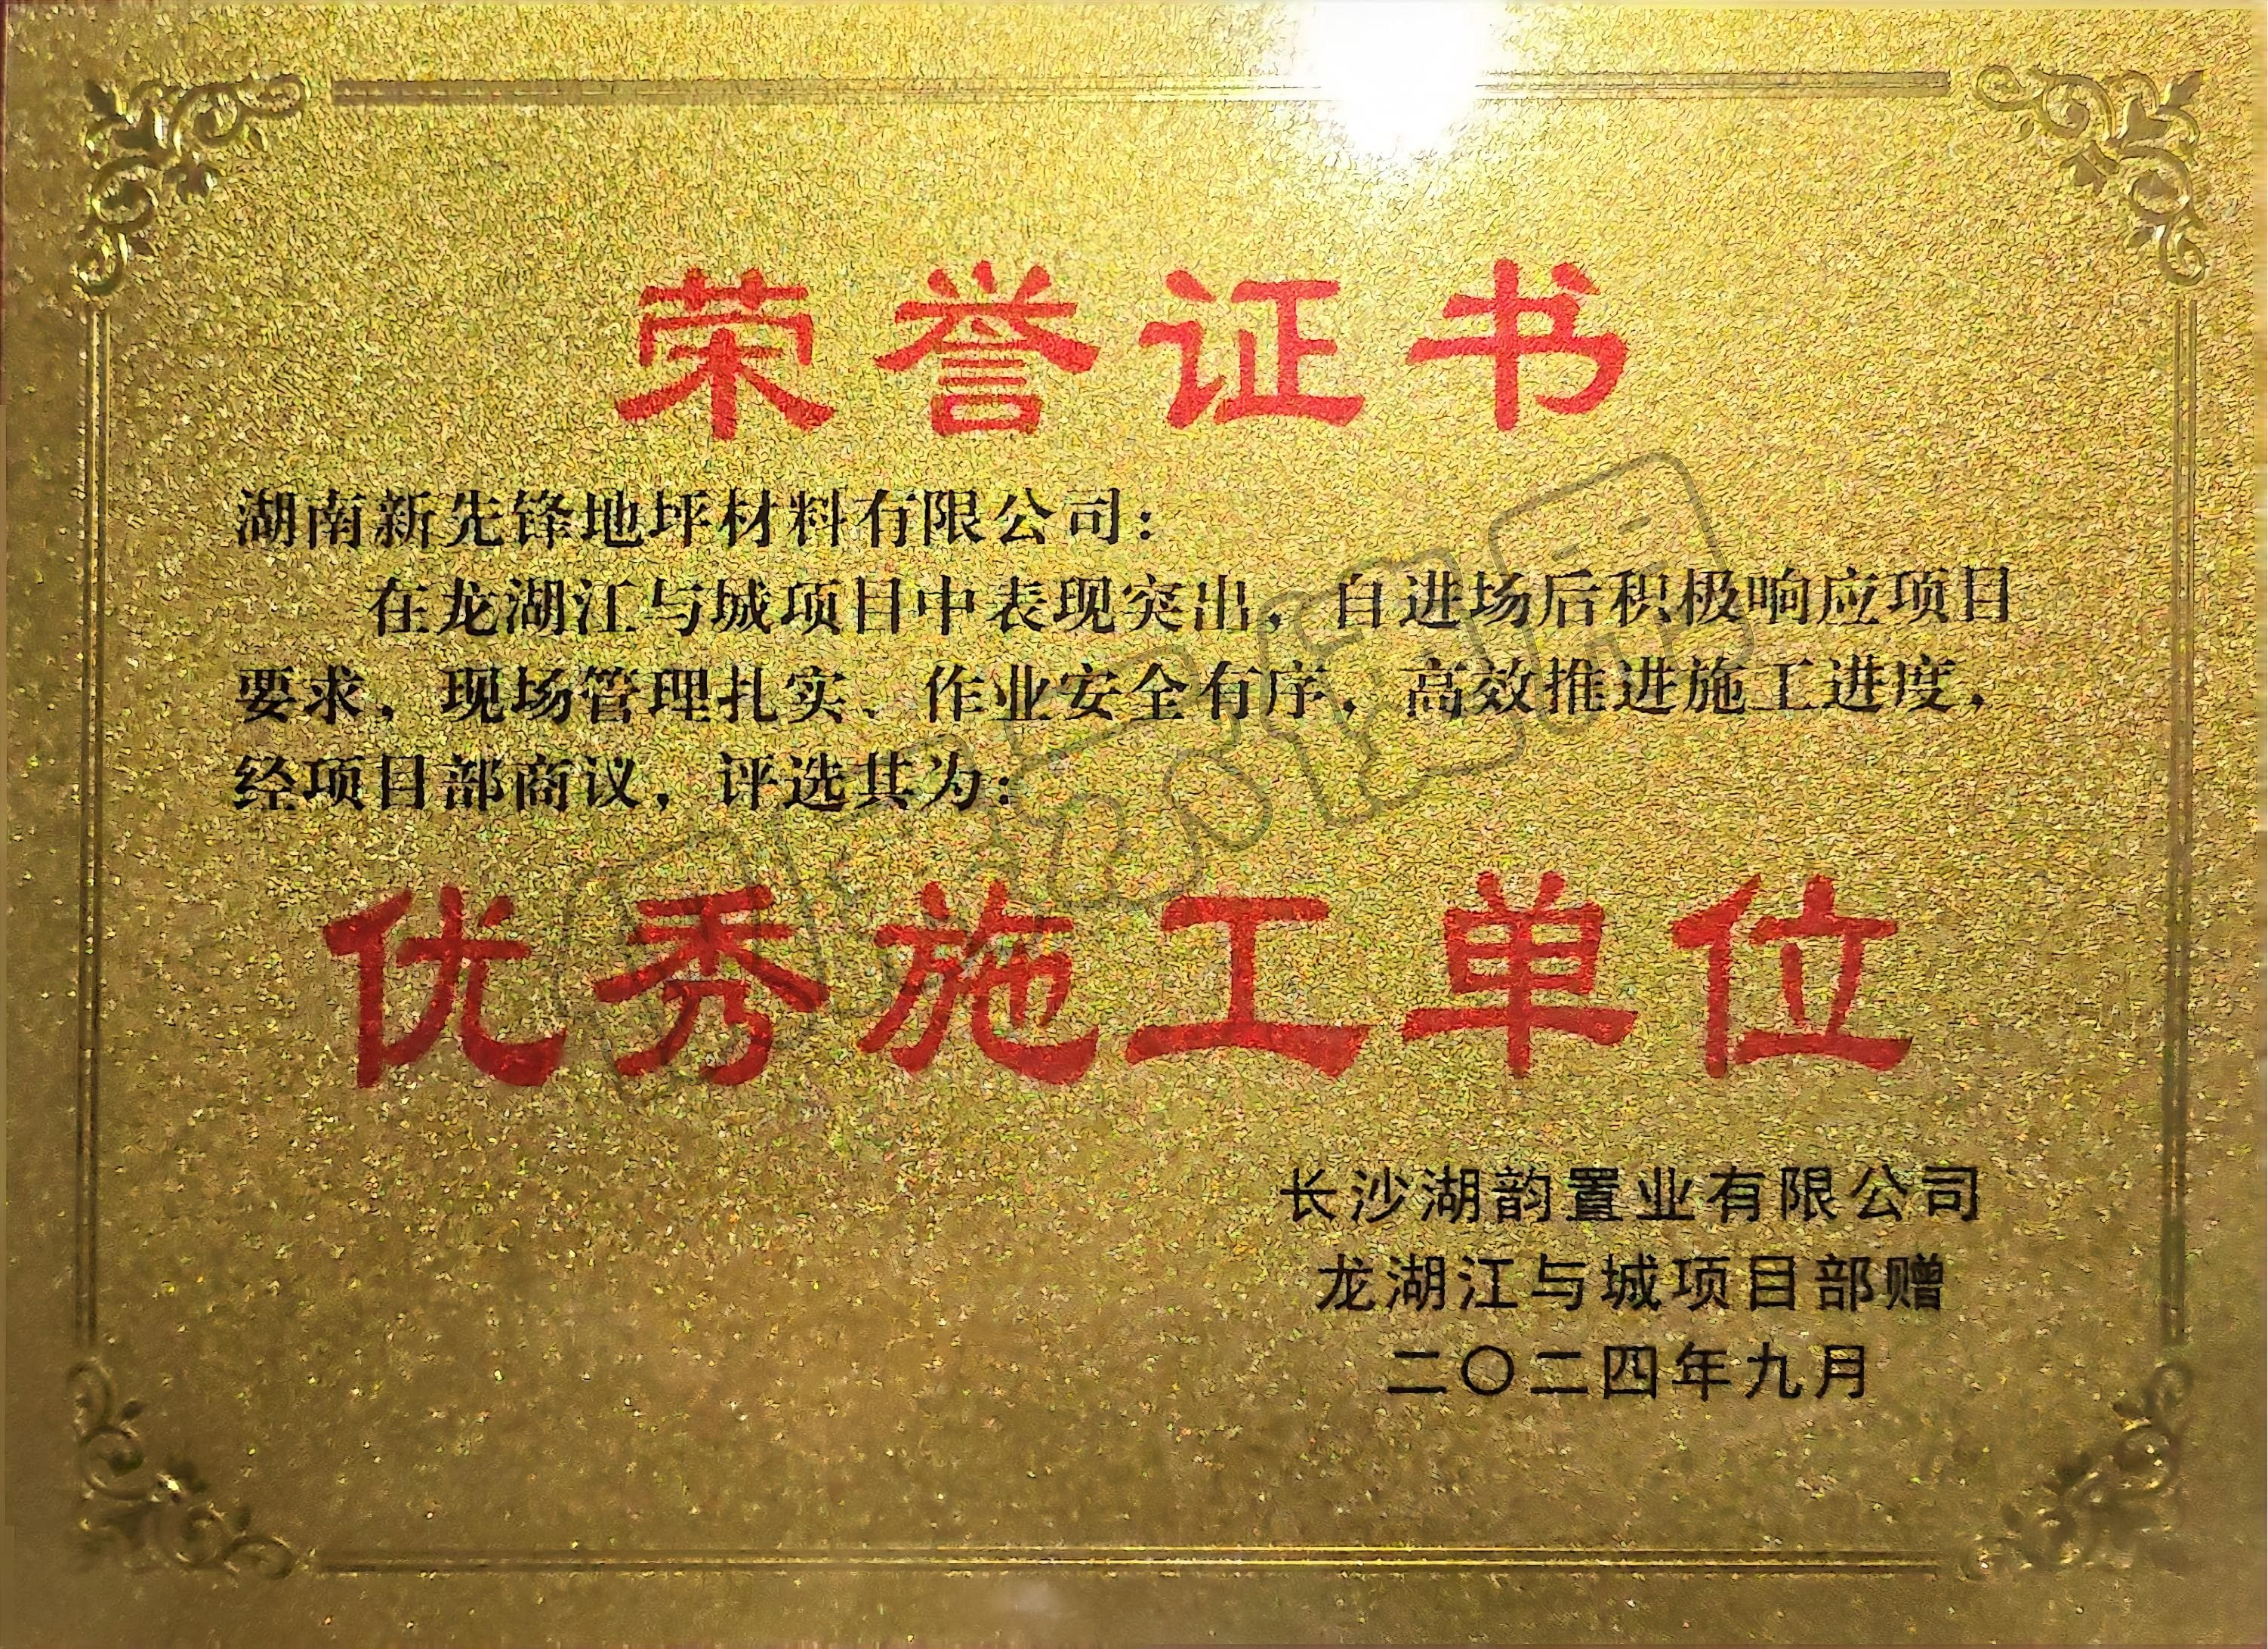 荣誉证书
湖南新先锋地坪材料有限公司：
在龙湖江与城项目中表现突出，自进场后积极响应项目
要求，现场管理扎实、作业安全有序，高效推进施工进度，
经项目部商议，评选其为：
优秀施工单位
长沙湖韵置业有限公司
龙湖江与城项目部赠
二〇二四年九月